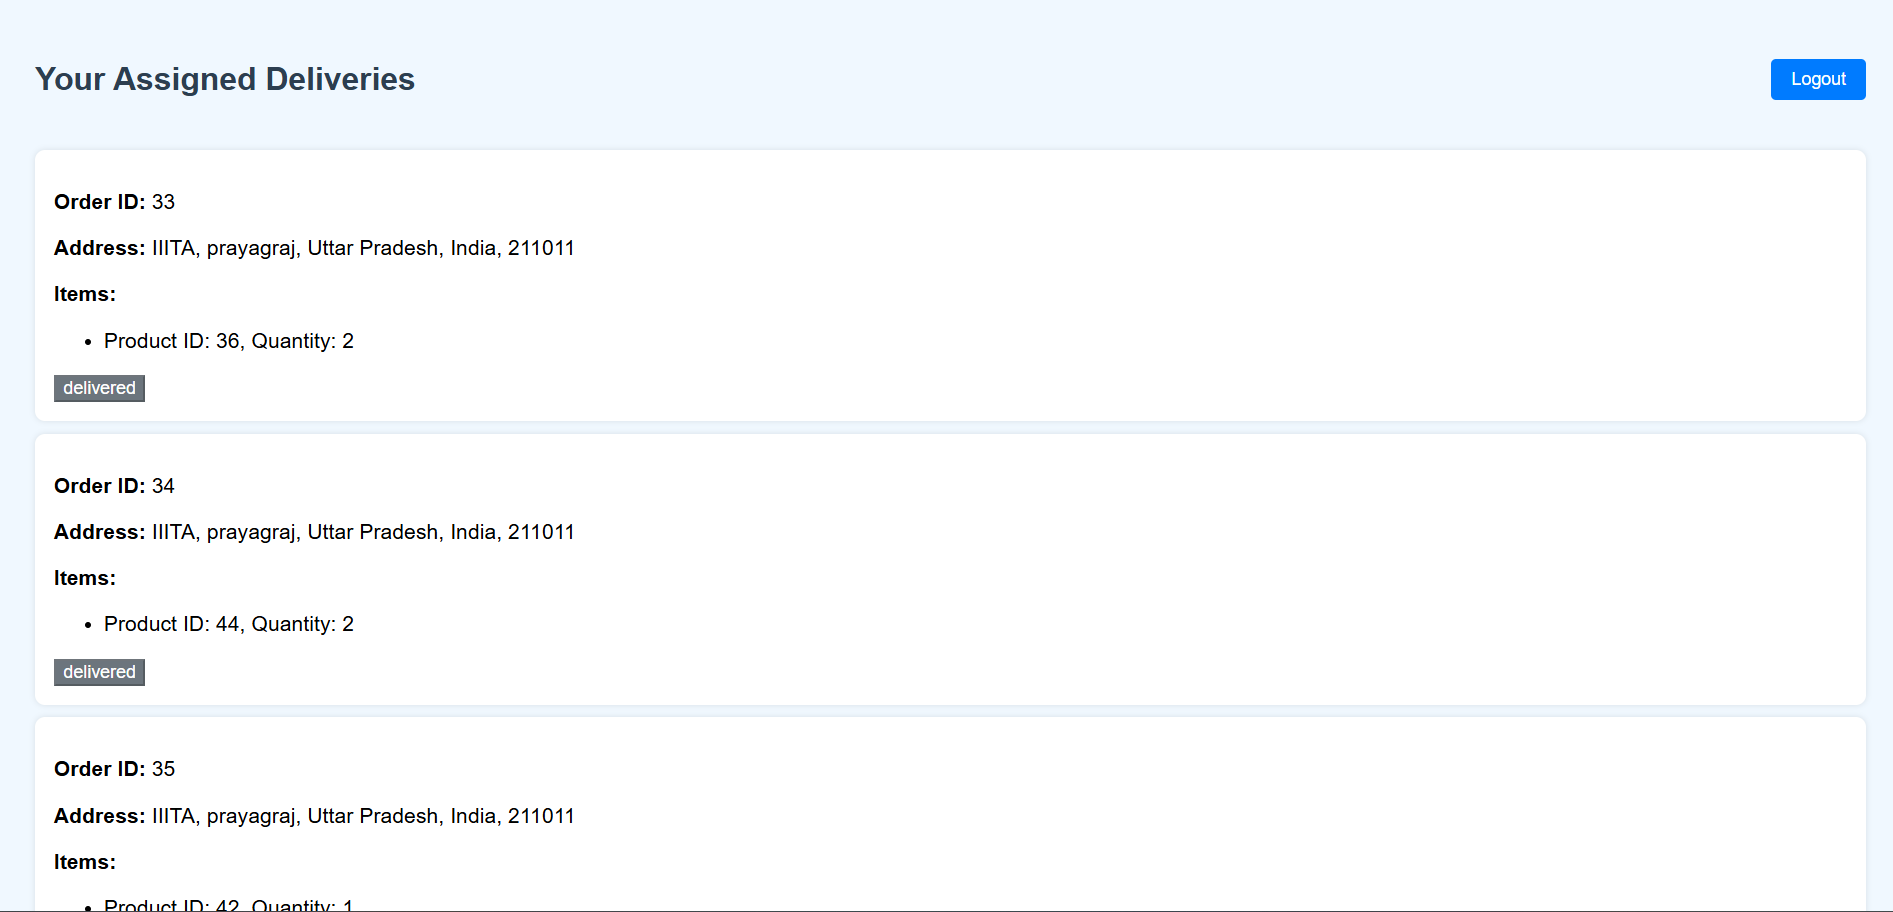 Your Assigned Deliveries
Logout
Order ID: 33
Address: IIITA, prayagraj, Uttar Pradesh, India, 211011
Items:
• Product ID: 36, Quantity: 2
delivered
Order ID: 34
Address: IIITA, prayagraj, Uttar Pradesh, India, 211011
Items:
• Product ID: 44, Quantity: 2
delivered
Order ID: 35
Address: IIITA, prayagraj, Uttar Pradesh, India, 211011
Items:
• Product ID: 42, Quantity: 1